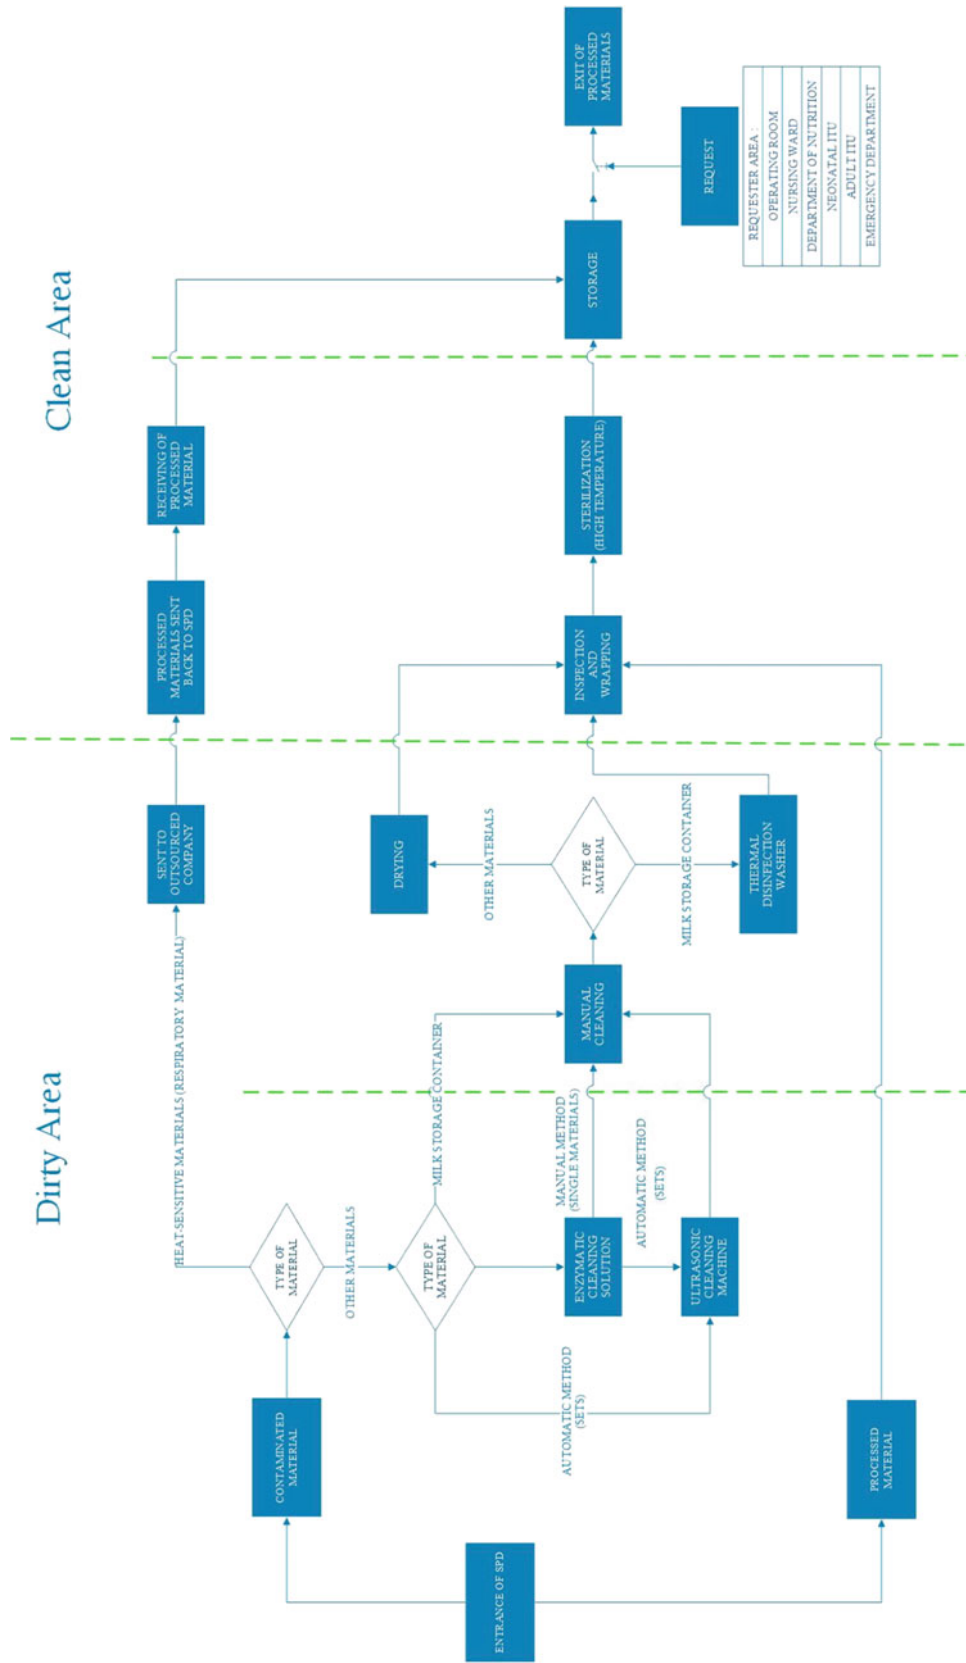 Dirty Area
Clean Area
ENTRANCE OF SPD
CONTAMINATED
MATERIAL
PROCESSED
MATERIAL
TYPE OF
MATERIAL
HEAT-SENSITIVE MATERIALS (RESPIRATORY MATERIAL)
OTHER MATERIALS
TYPE OF
MATERIAL
MILK STORAGE CONTAINER
AUTOMATIC METHOD
(SETS)
ENZYMATIC
CLEANING
SOLUTION
MANUAL METHOD
(SINGLE MATERIALS)
AUTOMATIC METHOD
(SETS)
ULTRASONIC
CLEANING
MACHINE
MANUAL
CLEANING
TYPE OF
MATERIAL
OTHER MATERIALS
MILK STORAGE CONTAINER
DRYING
THERMAL
DISINFECTION
WASHER
SENT TO
OUTSOURCED
COMPANY
PROCESSED
MATERIALS SENT
BACK TO SPD
RECEIVING OF
PROCESSED
MATERIAL
INSPECTION
AND
WRAPPING
STERILIZATION
(HIGH TEMPERATURE)
STORAGE
EXIT OF
PROCESSED
MATERIALS
REQUEST
REQUESTER AREA :
OPERATING ROOM
NURSING WARD
DEPARTMENT OF NUTRITION
NEONATAL ITU
ADULT ITU
EMERGENCY DEPARTMENT